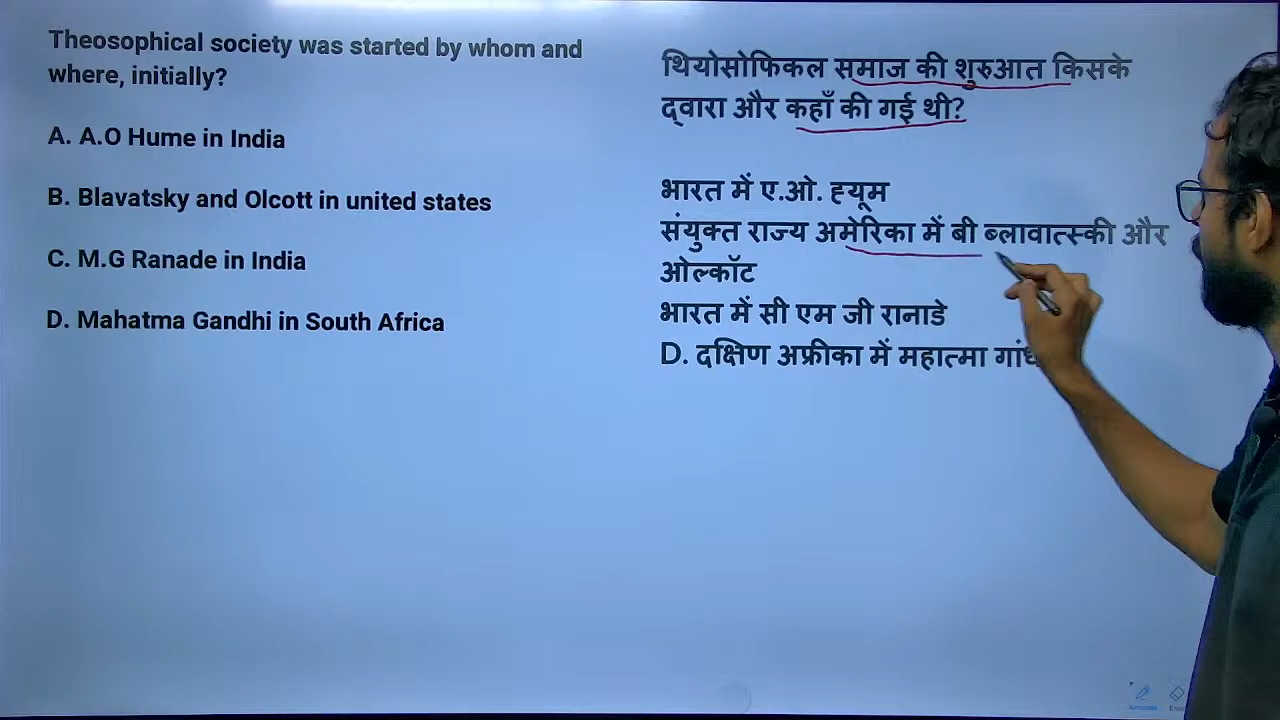 Theosophical society was started by whom and
where, initially?
A. A.O Hume in India
B. Blavatsky and Olcott in united states
C. M.G Ranade in India
D. Mahatma Gandhi in South Africa
थियोसोफिकल समाज की शुरुआत किसके
द्वारा और कहाँ की गई थी?
भारत में ए.ओ. ह्यूम
संयुक्त राज्य अमेरिका में बी ब्लावात्स्की और
ओल्कॉट
भारत में सी एम जी रानाडे
D. दक्षिण अफ्रीका में महात्मा